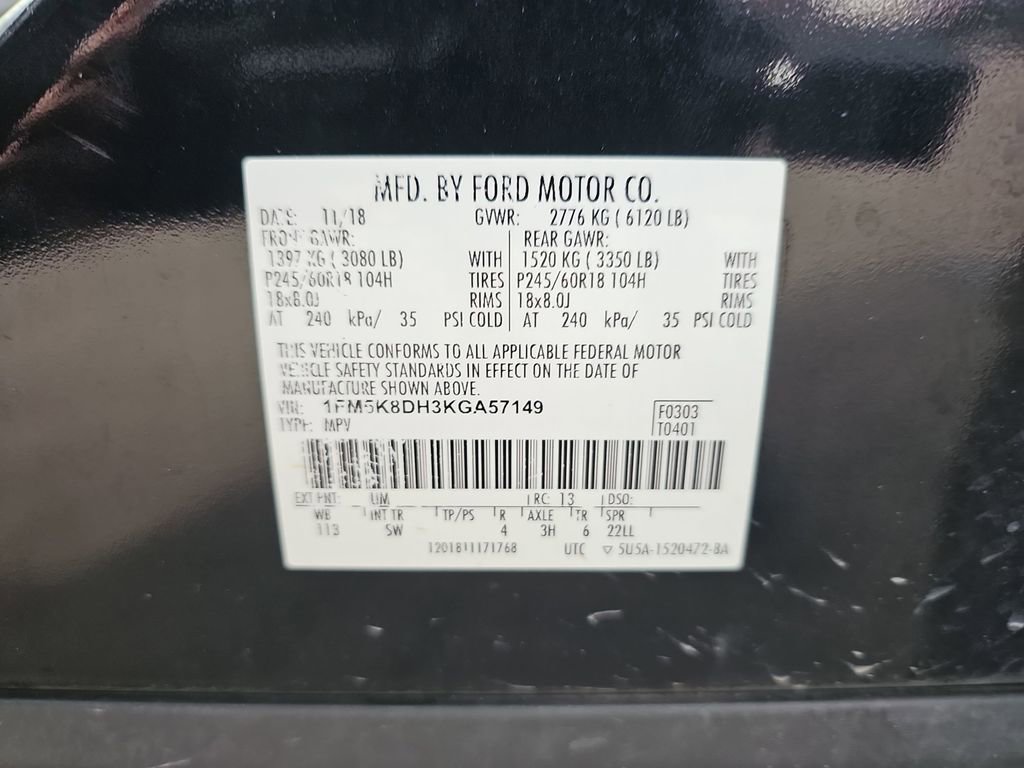 MFD. BY FORD MOTOR CO.
DATE: 11/18 GVWR: 2776 KG ( 6120 LB)
FRONT GAWR: REAR GAWR:
1397 KG ( 3080 LB) WITH 1520 KG ( 3350 LB) WITH
P245/60R18 104H TIRES P245/60R18 104H TIRES
18x8.0J RIMS 18x8.0J RIMS
AT 240 kPa/ 35 PSI COLD AT 240 kPa/ 35 PSI COLD
THIS VEHICLE CONFORMS TO ALL APPLICABLE FEDERAL MOTOR
VEHICLE SAFETY STANDARDS IN EFFECT ON THE DATE OF
MANUFACTURE SHOWN ABOVE.
VIN: 1FM5K8DH3KGA57149 F0303
TYPE: MPV T0401
EXT PNT: UM RC: 13 DSO:
WB INT TR TP/PS R AXLE TR SPR
113 5W 4 3H 6 22LL
1201811171768 UTC ▽ 5U5A-1520472-BA